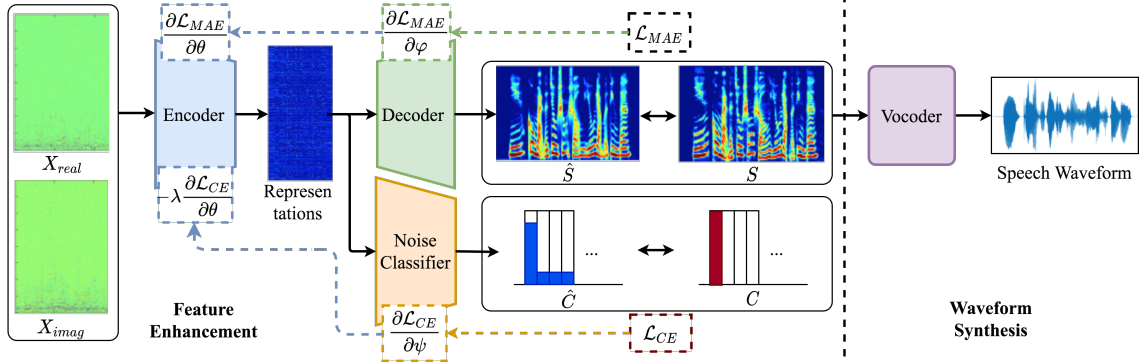 ∂ℒ_MAE/∂θ
∂ℒ_MAE/∂φ
ℒ_MAE
Encoder
Decoder
Vocoder
X_real
Ŝ
S
Speech Waveform
−λ ∂ℒ_CE/∂θ
Represen
tations
Noise
Classifier
...
...
Ĉ
C
X_imag
Feature
Enhancement
∂ℒ_CE/∂ψ
ℒ_CE
Waveform
Synthesis